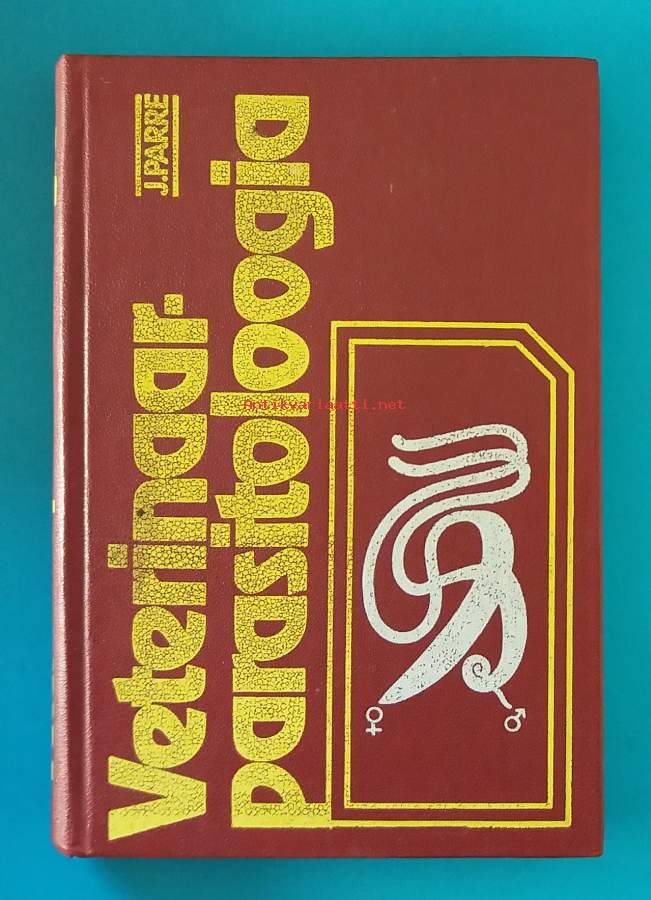 J. PARRE
Veterinaar-
parasitoloogia
Antikvariaatti.net
♀
♂